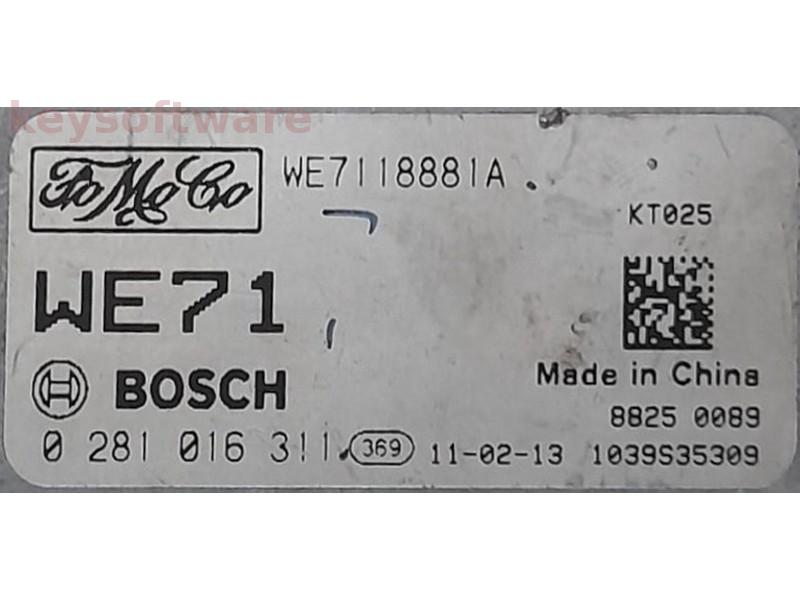 keysoftware
FoMoCo WE7118881A
KT025
WE71
Made in China
BOSCH
8825 0089
0 281 016 311 369 11-02-13 1039S35309